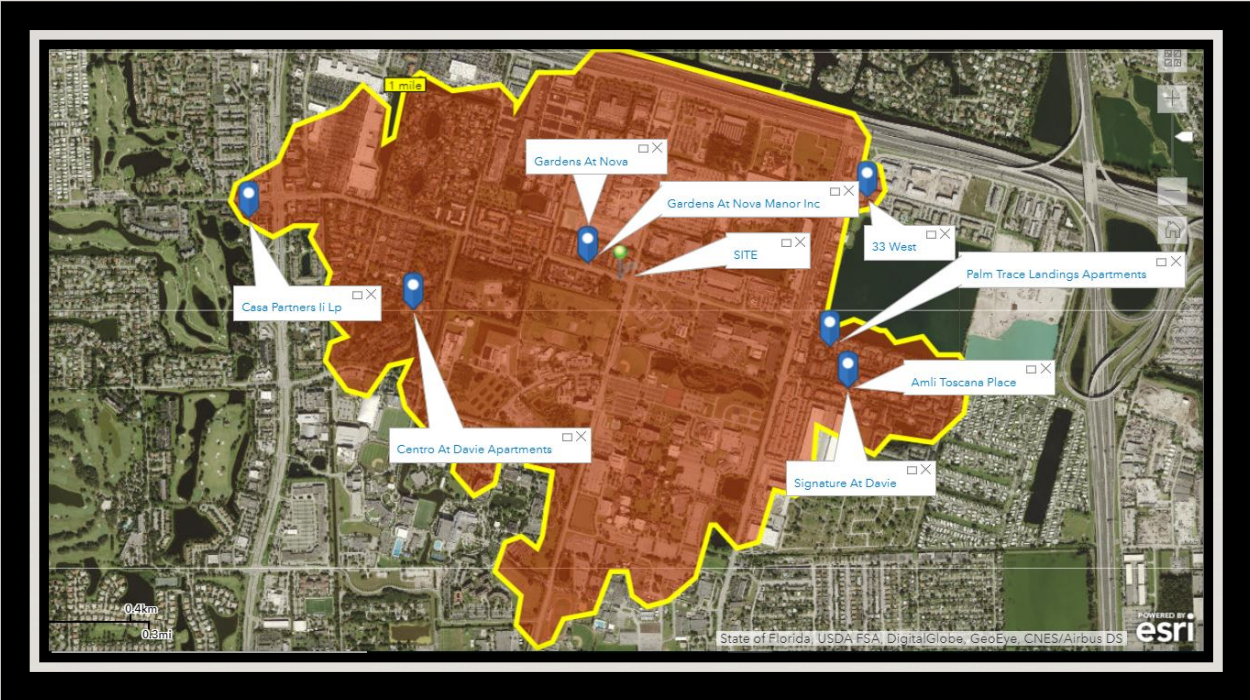 1 mile
Gardens At Nova
Gardens At Nova Manor Inc
SITE
33 West
Palm Trace Landings Apartments
Casa Partners Ii Lp
Amli Toscana Place
Centro At Davie Apartments
Signature At Davie
0.4km
0.3mi
State of Florida, USDA FSA, DigitalGlobe, GeoEye, CNES/Airbus DS
POWERED BY
esri